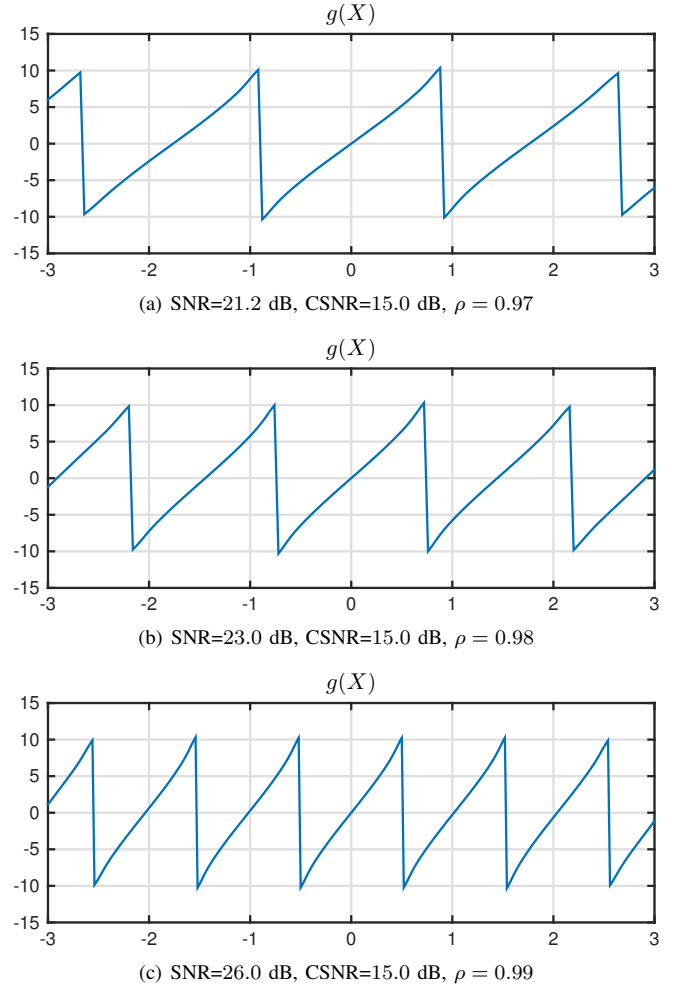 g(X)
15
10
5
0
-5
-10
-15
-3 -2 -1 0 1 2 3
(a) SNR=21.2 dB, CSNR=15.0 dB, ρ = 0.97
g(X)
15
10
5
0
-5
-10
-15
-3 -2 -1 0 1 2 3
(b) SNR=23.0 dB, CSNR=15.0 dB, ρ = 0.98
g(X)
15
10
5
0
-5
-10
-15
-3 -2 -1 0 1 2 3
(c) SNR=26.0 dB, CSNR=15.0 dB, ρ = 0.99